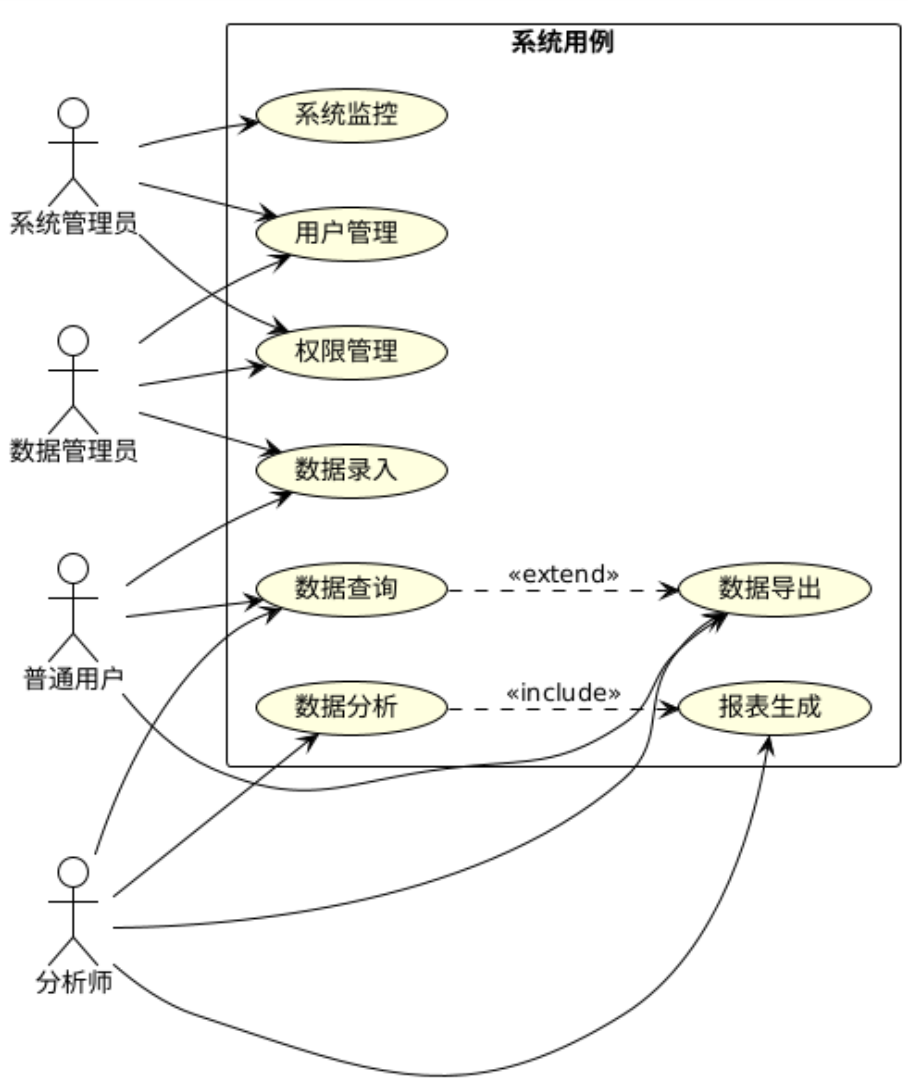 系统用例
系统监控
系统管理员
用户管理
权限管理
数据管理员
数据录入
数据查询
«extend»
数据导出
普通用户
数据分析
«include»
报表生成
分析师